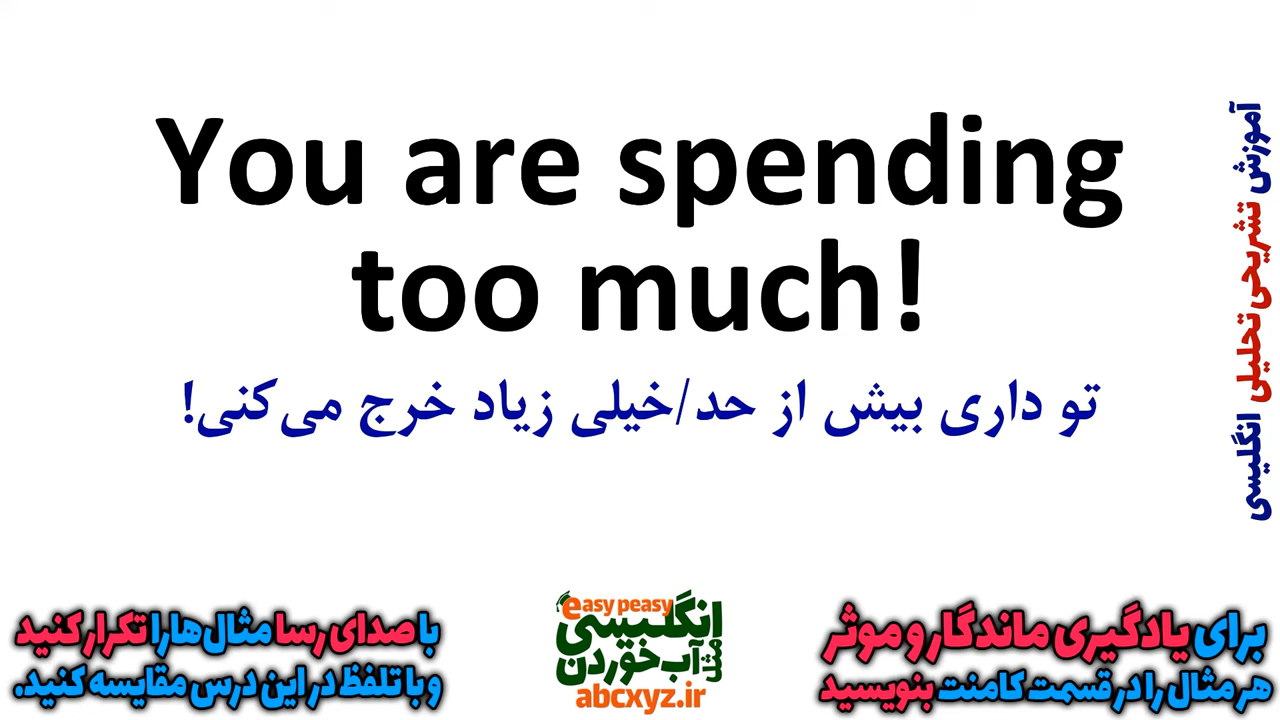 You are spending
too much!
تو داری بیش از حد/خیلی زیاد خرج می‌کنی!
آموزش تشریحی تحلیلی انگلیسی
برای یادگیری ماندگار و موثر
هر مثال را در قسمت کامنت بنویسید
easy peasy
انگلیسی
مثل آب خوردن
abcxyz.ir
با صدای رسا مثال‌ها را تکرار کنید
و با تلفظ در این درس مقایسه کنید.